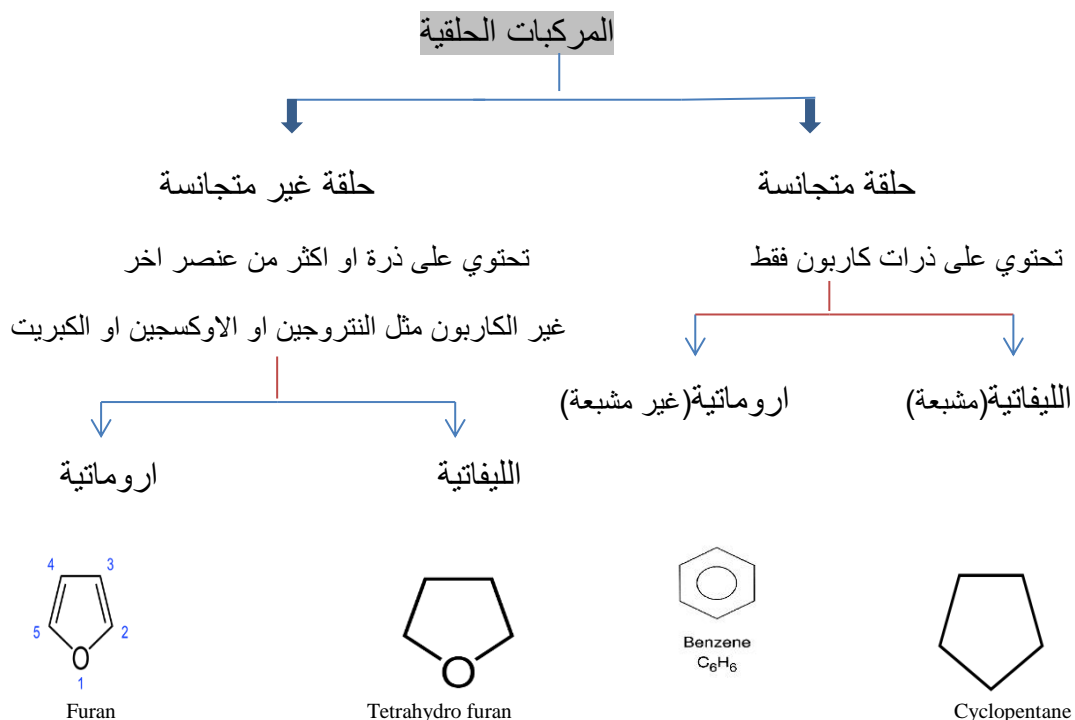 المركبات الحلقية
حلقة متجانسة
تحتوي على ذرات كاربون فقط
الليفاتية(مشبعة)
اروماتية(غير مشبعة)
حلقة غير متجانسة
تحتوي على ذرة او اكثر من عنصر اخر
غير الكاربون مثل النتروجين او الاوكسجين او الكبريت
الليفاتية
اروماتية
4 3
5 2
O
1
Furan
O
Tetrahydro furan
Benzene
C₆H₆
Cyclopentane